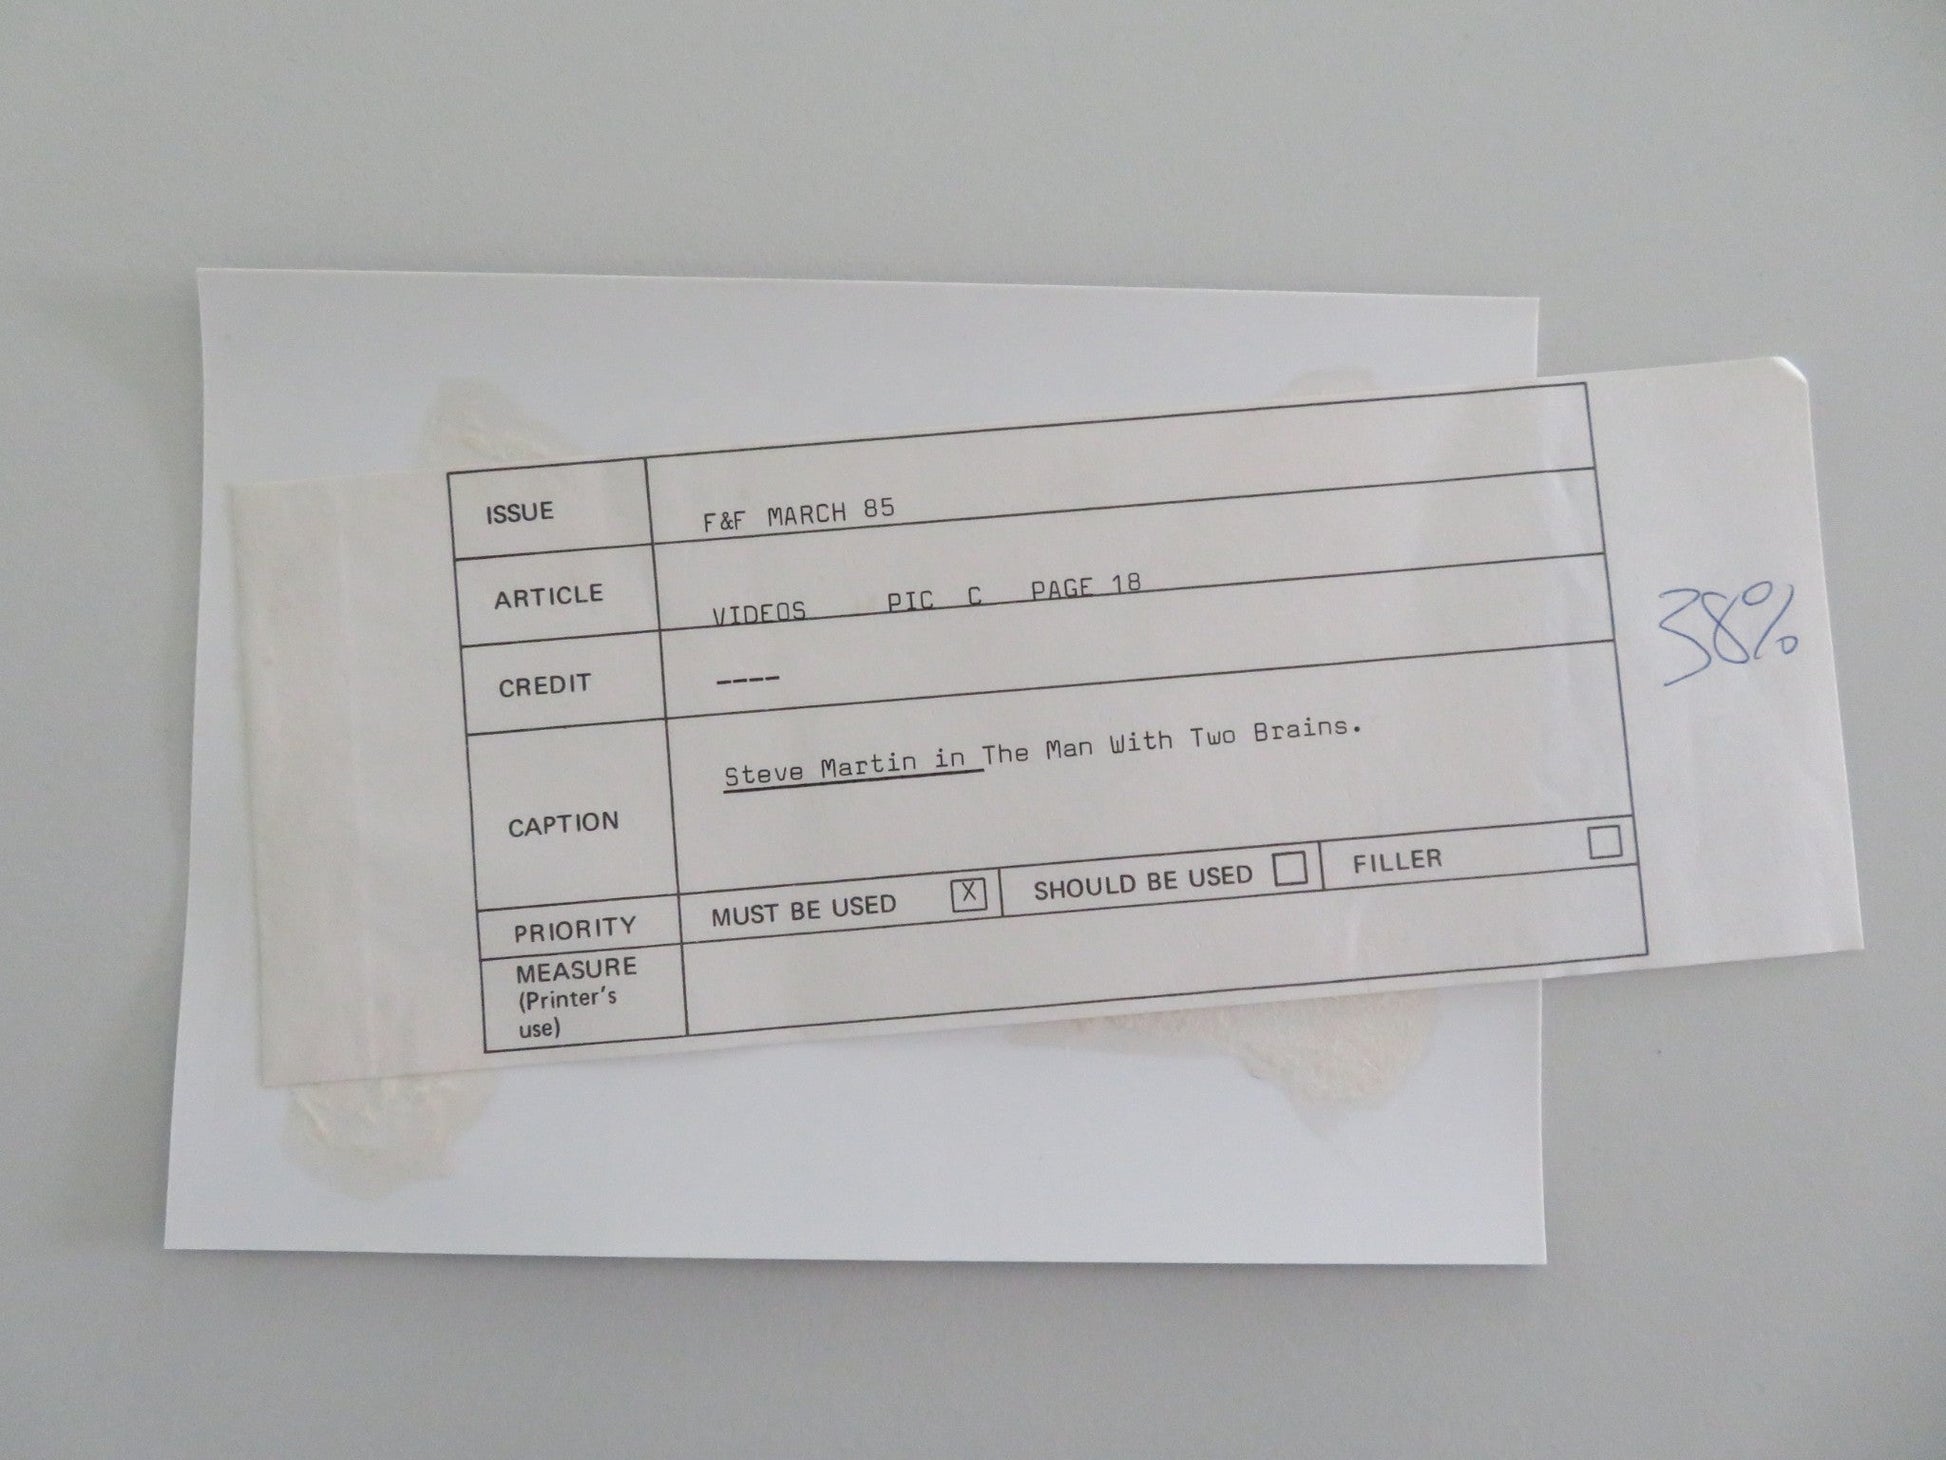 ISSUE F&F MARCH 85
ARTICLE VIDEOS PIC C PAGE 18
CREDIT ----
38%
CAPTION Steve Martin in The Man With Two Brains.
PRIORITY MUST BE USED X SHOULD BE USED FILLER
MEASURE
(Printer's
use)